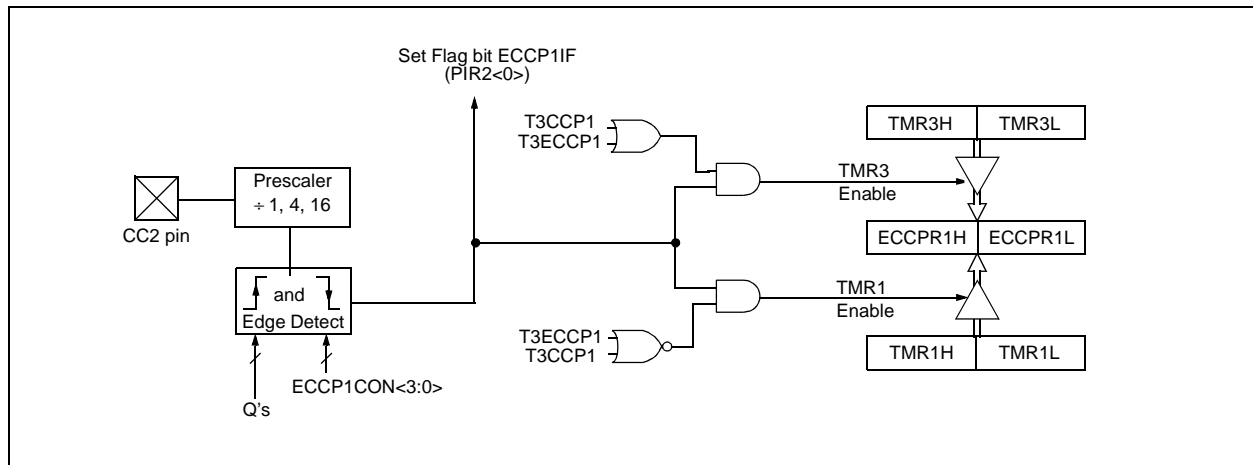 Set Flag bit ECCP1IF
(PIR2<0>)
T3CCP1
T3ECCP1
TMR3H
TMR3L
TMR3
Enable
Prescaler
÷ 1, 4, 16
CC2 pin
ECCPR1H
ECCPR1L
and
Edge Detect
TMR1
Enable
T3ECCP1
T3CCP1
TMR1H
TMR1L
ECCP1CON<3:0>
Q's